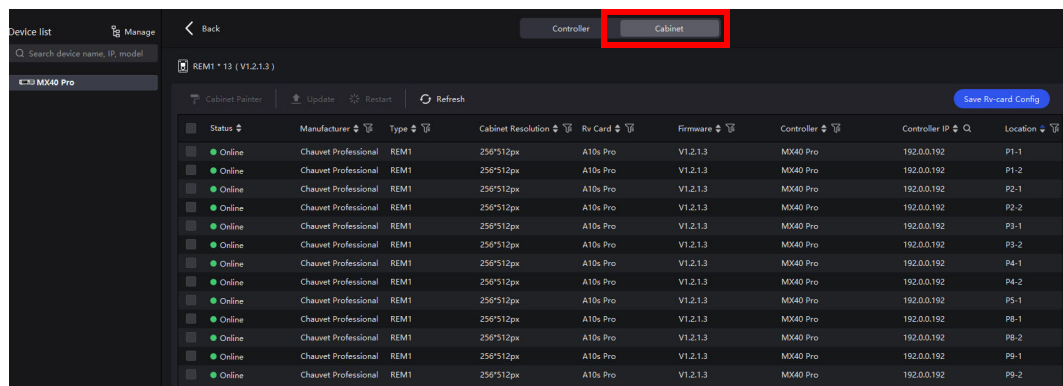 Device list Manage Back Controller Cabinet
Search device name, IP, model
REM1 * 13 ( V1.2.1.3 )
MX40 Pro
Cabinet Painter Update Restart Refresh Save Rv-card Config
Status Manufacturer Type Cabinet Resolution Rv Card Firmware Controller Controller IP Location
Online Chauvet Professional REM1 256*512px A10s Pro V1.2.1.3 MX40 Pro 192.0.0.192 P1-1
Online Chauvet Professional REM1 256*512px A10s Pro V1.2.1.3 MX40 Pro 192.0.0.192 P1-2
Online Chauvet Professional REM1 256*512px A10s Pro V1.2.1.3 MX40 Pro 192.0.0.192 P2-1
Online Chauvet Professional REM1 256*512px A10s Pro V1.2.1.3 MX40 Pro 192.0.0.192 P2-2
Online Chauvet Professional REM1 256*512px A10s Pro V1.2.1.3 MX40 Pro 192.0.0.192 P3-1
Online Chauvet Professional REM1 256*512px A10s Pro V1.2.1.3 MX40 Pro 192.0.0.192 P3-2
Online Chauvet Professional REM1 256*512px A10s Pro V1.2.1.3 MX40 Pro 192.0.0.192 P4-1
Online Chauvet Professional REM1 256*512px A10s Pro V1.2.1.3 MX40 Pro 192.0.0.192 P4-2
Online Chauvet Professional REM1 256*512px A10s Pro V1.2.1.3 MX40 Pro 192.0.0.192 P5-1
Online Chauvet Professional REM1 256*512px A10s Pro V1.2.1.3 MX40 Pro 192.0.0.192 P8-1
Online Chauvet Professional REM1 256*512px A10s Pro V1.2.1.3 MX40 Pro 192.0.0.192 P8-2
Online Chauvet Professional REM1 256*512px A10s Pro V1.2.1.3 MX40 Pro 192.0.0.192 P9-1
Online Chauvet Professional REM1 256*512px A10s Pro V1.2.1.3 MX40 Pro 192.0.0.192 P9-2